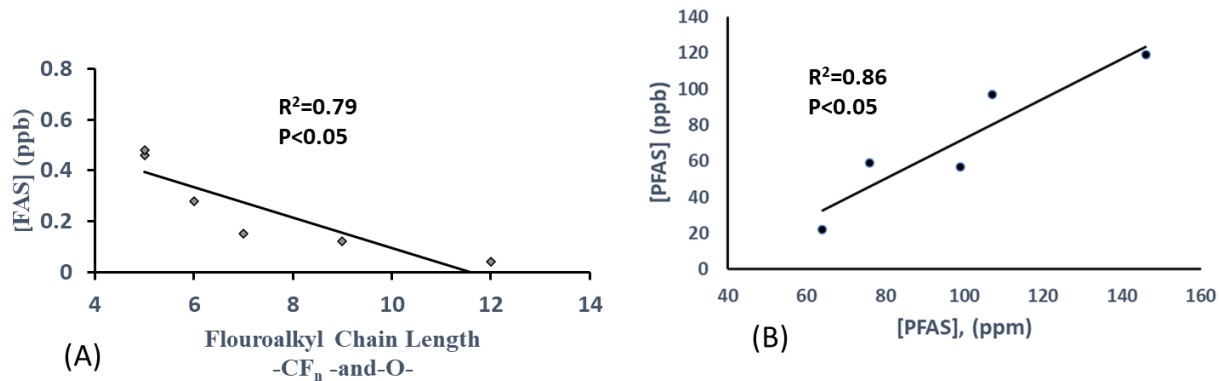 0.8
0.6
0.4
0.2
0
[FAS] (ppb)
R²=0.79
P<0.05
4 6 8 10 12 14
Flouroalkyl Chain Length
-CFₙ -and-O-
(A)
140
120
100
80
60
40
20
0
[PFAS] (ppb)
R²=0.86
P<0.05
40 60 80 100 120 140 160
[PFAS], (ppm)
(B)